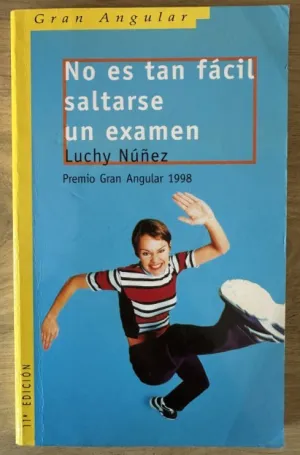 Gran Angular
No es tan fácil
saltarse
un examen
Luchy Núñez
Premio Gran Angular 1998
11ª EDICIÓN